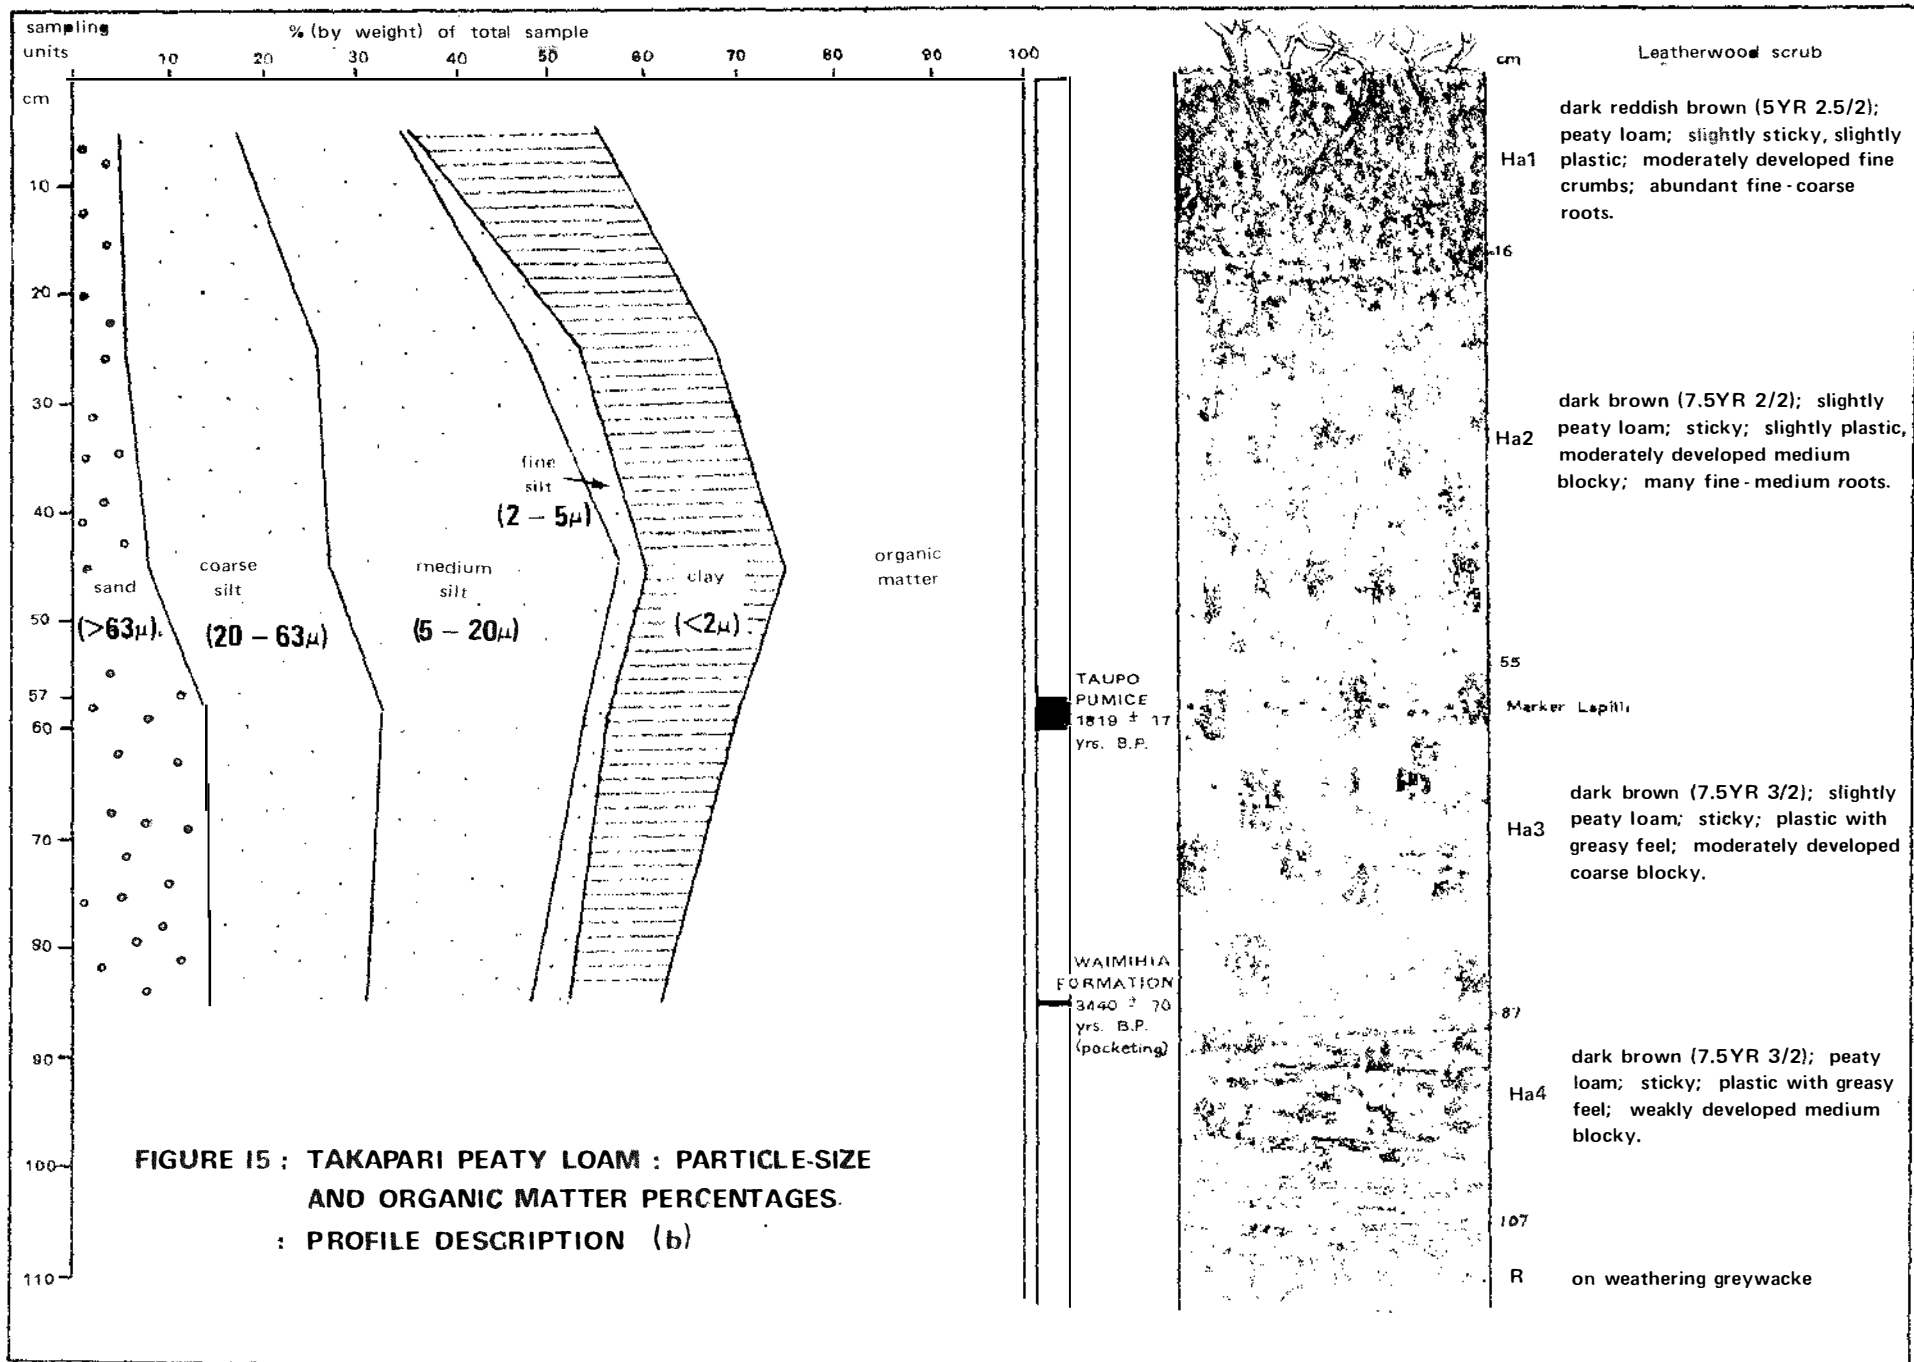 sampling
units
% (by weight) of total sample
10 20 30 40 50 60 70 80 90 100
cm
10
20
30
40
50
57
60
70
80
90
100
110
sand
(>63μ).
coarse
silt
(20 – 63μ)
medium
silt
(5 – 20μ)
fine
silt
(2 – 5μ)
clay
(<2μ)
organic
matter
TAUPO
PUMICE
1819 ± 17
yrs. B.P.
WAIMIHIA
FORMATION
3440 ± 70
yrs. B.P.
(pocketing)
cm
16
55
87
107
Ha1
Ha2
Marker Lapilli
Ha3
Ha4
R
Leatherwood scrub
dark reddish brown (5YR 2.5/2);
peaty loam; slightly sticky, slightly
plastic; moderately developed fine
crumbs; abundant fine-coarse
roots.
dark brown (7.5YR 2/2); slightly
peaty loam; sticky; slightly plastic,
moderately developed medium
blocky; many fine-medium roots.
dark brown (7.5YR 3/2); slightly
peaty loam; sticky; plastic with
greasy feel; moderately developed
coarse blocky.
dark brown (7.5YR 3/2); peaty
loam; sticky; plastic with greasy
feel; weakly developed medium
blocky.
on weathering greywacke
FIGURE 15 : TAKAPARI PEATY LOAM : PARTICLE-SIZE
AND ORGANIC MATTER PERCENTAGES.
: PROFILE DESCRIPTION (b)